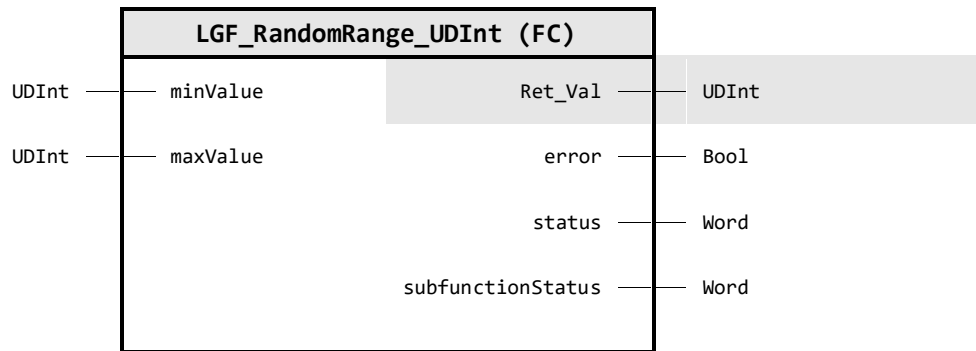 LGF_RandomRange_UDInt (FC)
UDInt minValue Ret_Val UDInt
UDInt maxValue error Bool
status Word
subfunctionStatus Word